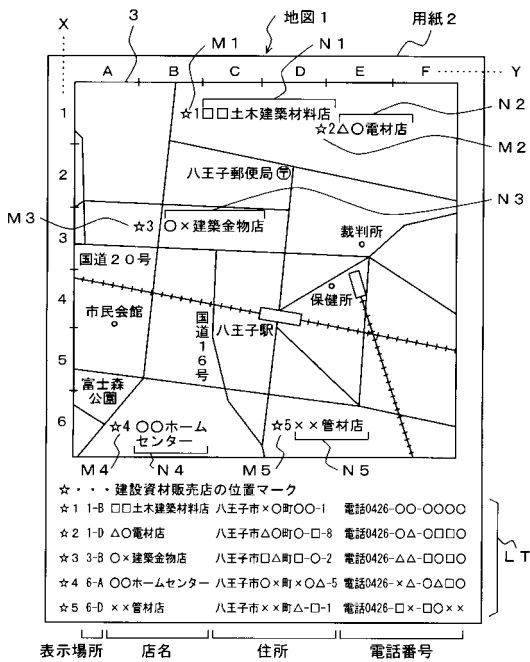 X
3
M1
地図1
N1
用紙2
A B C D E F
Y
1
☆1□□土木建築材料店
N2
☆2△○電材店
M2
2
八王子郵便局〒
N3
M3
☆3 ○×建築金物店
3
裁判所
国道20号
4
保健所
市民会館
国道16号
八王子駅
5
富士森
公園
6
☆4 ○○ホーム
センター
☆5××管材店
M4
N4
M5
N5
☆・・・建設資材販売店の位置マーク
☆1 1-B □□土木建築材料店 八王子市×○町○○-1 電話0426-○○-○○○○
☆2 1-D △○電材店 八王子市△○町○-□-8 電話0426-△△-○□□○
☆3 3-B ○×建築金物店 八王子市□△町□-○-2 電話0426-△△-□○□○
☆4 6-A ○○ホームセンター 八王子市○×町×○△-5 電話0426-×△-○△□○
☆5 6-D ××管材店 八王子市××町△-□-1 電話0426-□×-□○××
LT
表示場所 店名 住所 電話番号